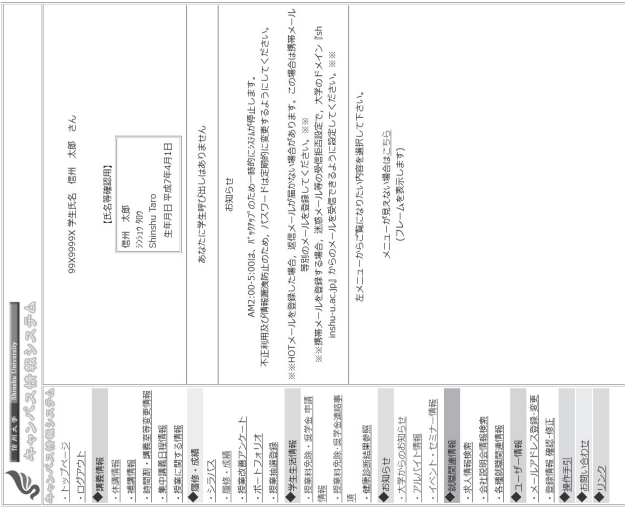 信州大学 Shinshu University
キャンパス情報システム
キャンパス情報システム
・トップページ
・ログアウト
◆講義情報
・休講情報
・補講情報
・時間割・講義室等変更情報
・集中講義日程情報
・授業に関する情報
◆履修・成績
・シラバス
・履修・成績
・授業改善アンケート
・ポートフォリオ
・授業抽選登録
◆学生生活情報
・授業料免除・奨学金 申請
情報
・授業料免除・奨学金連絡事
項
・健康診断結果参照
◆お知らせ
・大学からのお知らせ
・アルバイト情報
・イベント・セミナー情報
◆就職関連情報
・求人情報検索
・会社説明会情報検索
・各種就職関連情報
◆ユーザー情報
・メールアドレス登録・変更
・登録情報 確認・修正
◆操作手引
◆お問い合わせ
◆リンク
99X9999X 学生氏名 信州 太郎 さん
【氏名等確認用】
信州 太郎
ｼﾝｼｭｳ ﾀﾛｳ
Shinshu Taro
生年月日 平成7年4月1日
あなたに学生呼び出しはありません
お知らせ
AM2:00-5:00は、ﾊﾞｯｸｱｯﾌﾟのため一時的にｼｽﾃﾑが停止します。
不正利用及び情報漏洩防止のため，パスワードは定期的に変更するようにしてください。
※※HOTメールを登録した場合，返信メールが届かない場合があります。この場合は携帯メール
等別のメールを登録してください。※※
※※携帯メールを登録する場合，迷惑メール等の受信拒否設定で，大学のドメイン『sh
inshu-u.ac.jp』からのメールを受信できるように設定してください。※※
左メニューからご覧になりたい内容を選択して下さい。
メニューが見えない場合はこちら
(フレームを表示します)